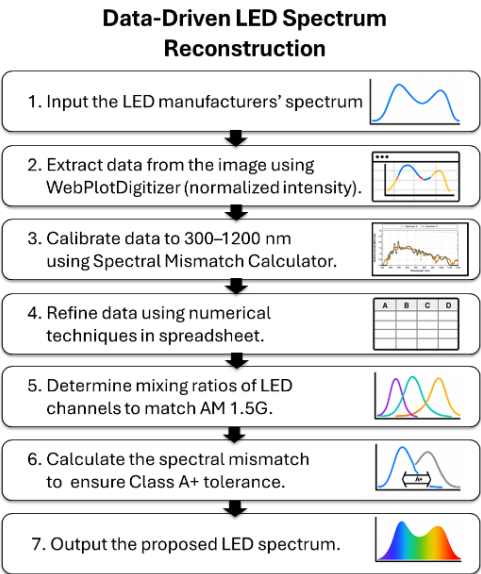 Data-Driven LED Spectrum
Reconstruction
1. Input the LED manufacturers’ spectrum
2. Extract data from the image using
WebPlotDigitizer (normalized intensity).
3. Calibrate data to 300–1200 nm
using Spectral Mismatch Calculator.
4. Refine data using numerical
techniques in spreadsheet.
A B C D
5. Determine mixing ratios of LED
channels to match AM 1.5G.
6. Calculate the spectral mismatch
to ensure Class A+ tolerance.
A+
7. Output the proposed LED spectrum.